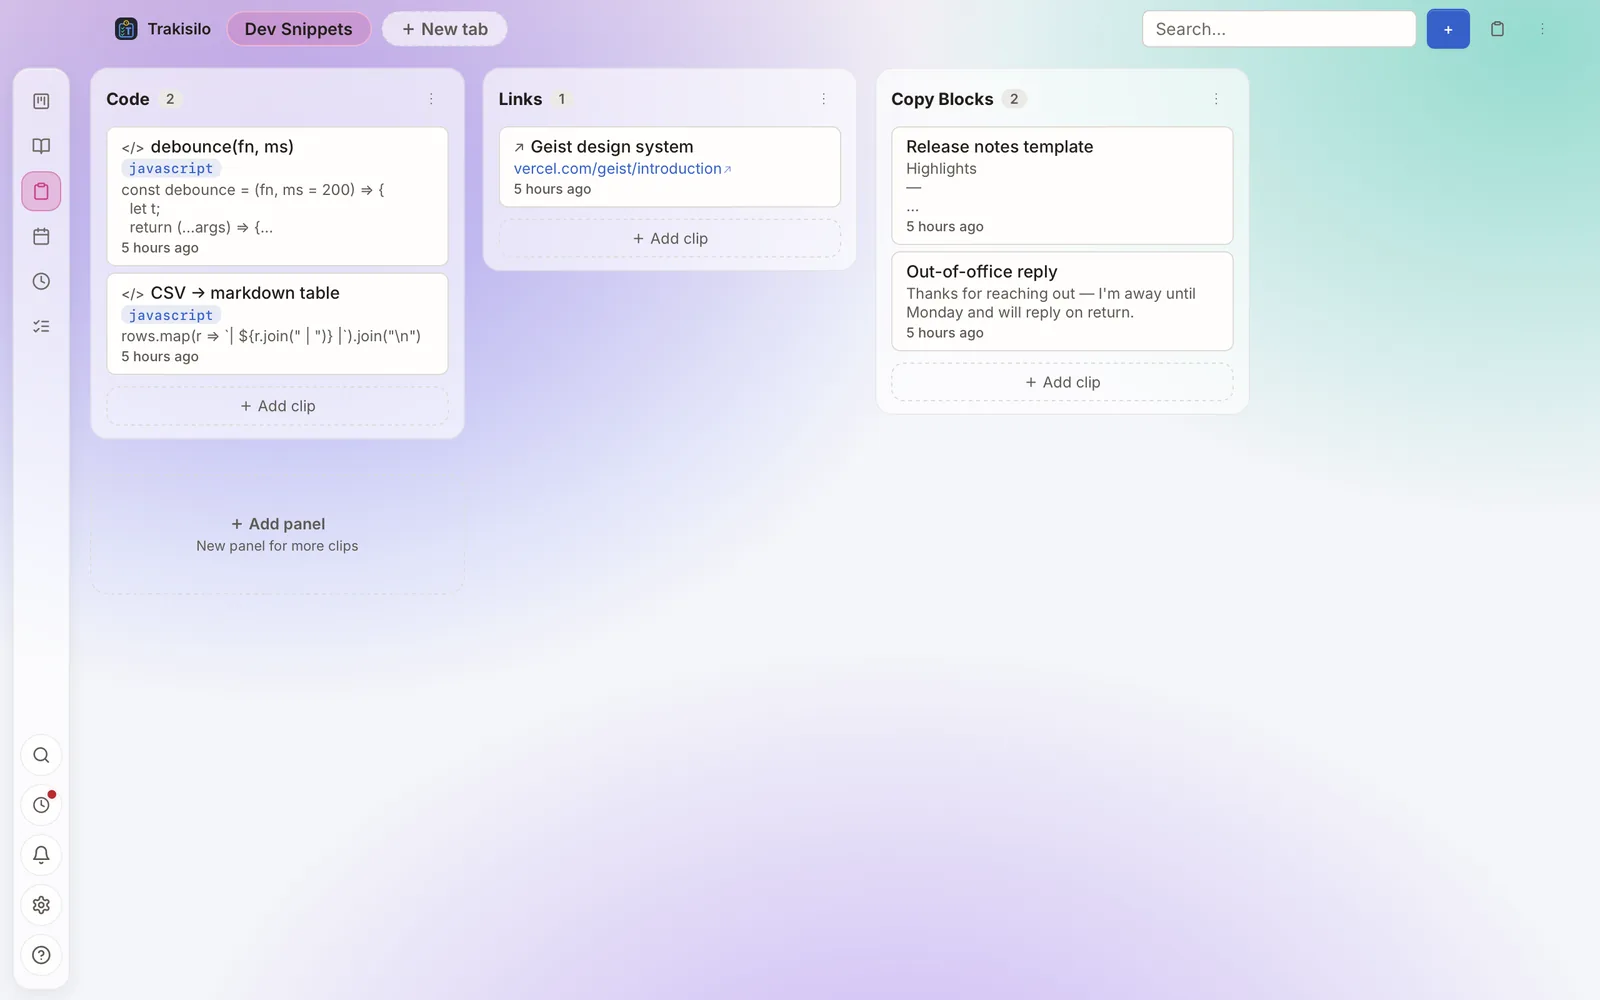 Trakisilo
Dev Snippets
+ New tab
Search...
+
Code 2
</> debounce(fn, ms)
javascript
const debounce = (fn, ms = 200) => {
let t;
return (...args) => {...
5 hours ago
</> CSV → markdown table
javascript
rows.map(r => `| ${r.join(" | ")} |`).join("\n")
5 hours ago
+ Add clip
Links 1
↗ Geist design system
vercel.com/geist/introduction↗
5 hours ago
+ Add clip
Copy Blocks 2
Release notes template
Highlights
—
...
5 hours ago
Out-of-office reply
Thanks for reaching out — I'm away until
Monday and will reply on return.
5 hours ago
+ Add clip
+ Add panel
New panel for more clips